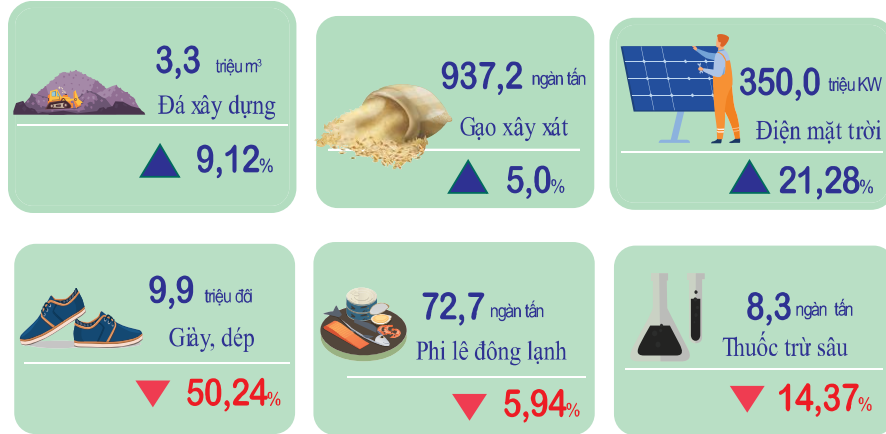 3,3 triệu m³
Đá xây dựng
9,12%
937,2 ngàn tấn
Gạo xây xát
5,0%
350,0 triệu KW
Điện mặt trời
21,28%
9,9 triệu đôi
Giày, dép
50,24%
72,7 ngàn tấn
Phi lê đông lạnh
5,94%
8,3 ngàn tấn
Thuốc trừ sâu
14,37%